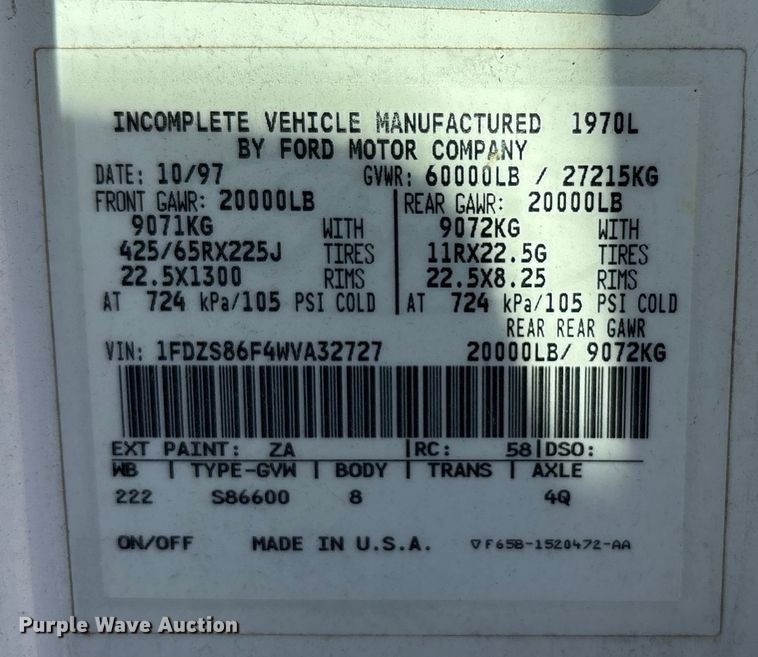 INCOMPLETE VEHICLE MANUFACTURED 1970L
BY FORD MOTOR COMPANY
DATE: 10/97 GVWR: 60000LB / 27215KG
FRONT GAWR: 20000LB REAR GAWR: 20000LB
9071KG WITH 9072KG WITH
425/65RX225J TIRES 11RX22.5G TIRES
22.5X1300 RIMS 22.5X8.25 RIMS
AT 724 kPa/105 PSI COLD AT 724 kPa/105 PSI COLD
REAR REAR GAWR
VIN: 1FDZS86F4WVA32727 20000LB/ 9072KG
EXT PAINT: ZA RC: 58 DSO:
WB TYPE-GVW BODY TRANS AXLE
222 S86600 8 4Q
ON/OFF MADE IN U.S.A. F65B-1520472-AA
Purple Wave Auction